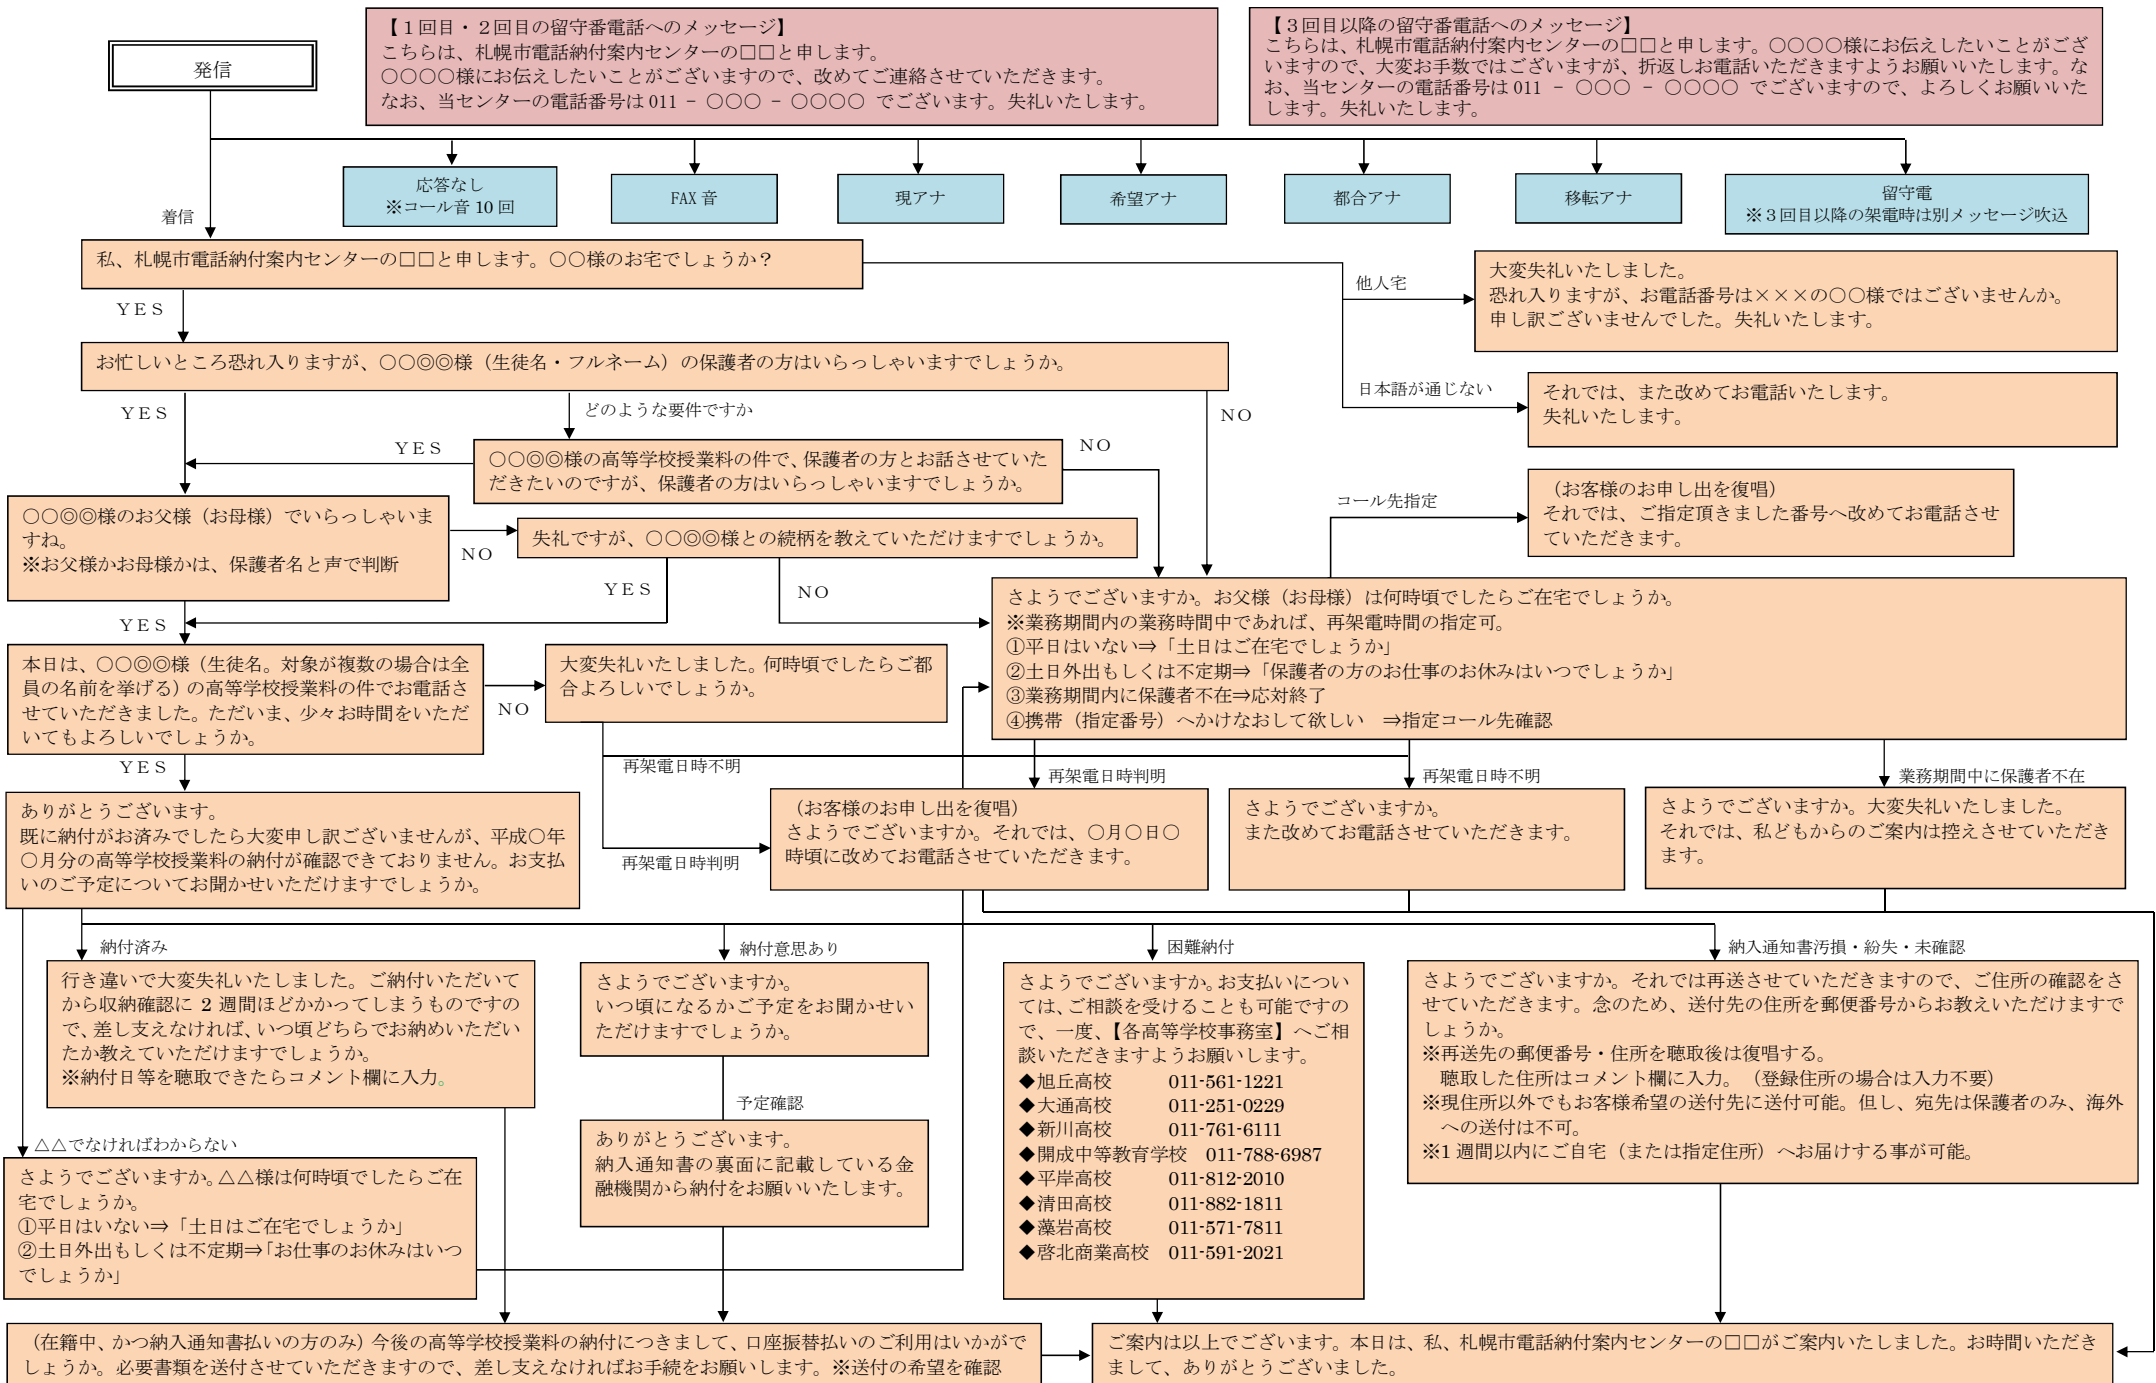 【１回目・２回目の留守番電話へのメッセージ】
こちらは、札幌市電話納付案内センターの□□と申します。
○○○○様にお伝えしたいことがございますので、改めてご連絡させていただきます。
なお、当センターの電話番号は 011 － ○○○ － ○○○○ でございます。失礼いたします。
【３回目以降の留守番電話へのメッセージ】
こちらは、札幌市電話納付案内センターの□□と申します。○○○○様にお伝えしたいことがござ
いますので、大変お手数ではございますが、折返しお電話いただきますようお願いいたします。な
お、当センターの電話番号は 011 － ○○○ － ○○○○ でございますので、よろしくお願いいた
します。失礼いたします。
発信
応答なし
※コール音 10 回
FAX 音
現アナ
希望アナ
都合アナ
移転アナ
留守電
※３回目以降の架電時は別メッセージ吹込
着信
私、札幌市電話納付案内センターの□□と申します。○○様のお宅でしょうか？
他人宅
大変失礼いたしました。
恐れ入りますが、お電話番号は×××の○○様ではございませんか。
申し訳ございませんでした。失礼いたします。
ＹＥＳ
お忙しいところ恐れ入りますが、○○◎◎様（生徒名・フルネーム）の保護者の方はいらっしゃいますでしょうか。
日本語が通じない
それでは、また改めてお電話いたします。
失礼いたします。
ＹＥＳ
どのような要件ですか
ＮＯ
ＹＥＳ
○○◎◎様の高等学校授業料の件で、保護者の方とお話させていた
だきたいのですが、保護者の方はいらっしゃいますでしょうか。
ＮＯ
コール先指定
（お客様のお申し出を復唱）
それでは、ご指定頂きました番号へ改めてお電話させ
ていただきます。
○○◎◎様のお父様（お母様）でいらっしゃいま
すね。
※お父様かお母様かは、保護者名と声で判断
ＮＯ
失礼ですが、○○◎◎様との続柄を教えていただけますでしょうか。
ＹＥＳ
ＮＯ
さようでございますか。お父様（お母様）は何時頃でしたらご在宅でしょうか。
※業務期間内の業務時間中であれば、再架電時間の指定可。
①平日はいない⇒「土日はご在宅でしょうか」
②土日外出もしくは不定期⇒「保護者の方のお仕事のお休みはいつでしょうか」
③業務期間内に保護者不在⇒応対終了
④携帯（指定番号）へかけなおして欲しい　⇒指定コール先確認
ＹＥＳ
本日は、○○◎◎様（生徒名。対象が複数の場合は全
員の名前を挙げる）の高等学校授業料の件でお電話さ
せていただきました。ただいま、少々お時間をいただ
いてもよろしいでしょうか。
ＮＯ
大変失礼いたしました。何時頃でしたらご都
合よろしいでしょうか。
ＹＥＳ
再架電日時不明
再架電日時判明
再架電日時不明
業務期間中に保護者不在
ありがとうございます。
既に納付がお済みでしたら大変申し訳ございませんが、平成○年
○月分の高等学校授業料の納付が確認できておりません。お支払
いのご予定についてお聞かせいただけますでしょうか。
再架電日時判明
（お客様のお申し出を復唱）
さようでございますか。それでは、○月○日○
時頃に改めてお電話させていただきます。
さようでございますか。
また改めてお電話させていただきます。
さようでございますか。大変失礼いたしました。
それでは、私どもからのご案内は控えさせていただき
ます。
納付済み
納付意思あり
困難納付
納入通知書汚損・紛失・未確認
行き違いで大変失礼いたしました。ご納付いただいて
から収納確認に 2 週間ほどかかってしまうものですの
で、差し支えなければ、いつ頃どちらでお納めいただい
たか教えていただけますでしょうか。
※納付日等を聴取できたらコメント欄に入力。
さようでございますか。
いつ頃になるかご予定をお聞かせい
ただけますでしょうか。
予定確認
ありがとうございます。
納入通知書の裏面に記載している金
融機関から納付をお願いいたします。
さようでございますか。お支払いについ
ては、ご相談を受けることも可能ですの
で、一度、【各高等学校事務室】へご相
談いただきますようお願いします。
◆旭丘高校　011-561-1221
◆大通高校　011-251-0229
◆新川高校　011-761-6111
◆開成中等教育学校　011-788-6987
◆平岸高校　011-812-2010
◆清田高校　011-882-1811
◆藻岩高校　011-571-7811
◆啓北商業高校　011-591-2021
さようでございますか。それでは再送させていただきますので、ご住所の確認をさ
せていただきます。念のため、送付先の住所を郵便番号からお教えいただけますで
しょうか。
※再送先の郵便番号・住所を聴取後は復唱する。
聴取した住所はコメント欄に入力。（登録住所の場合は入力不要）
※現住所以外でもお客様希望の送付先に送付可能。但し、宛先は保護者のみ、海外
への送付は不可。
※1 週間以内にご自宅（または指定住所）へお届けする事が可能。
△△でなければわからない
さようでございますか。△△様は何時頃でしたらご在
宅でしょうか。
①平日はいない⇒「土日はご在宅でしょうか」
②土日外出もしくは不定期⇒「お仕事のお休みはいつ
でしょうか」
（在籍中、かつ納入通知書払いの方のみ）今後の高等学校授業料の納付につきまして、口座振替払いのご利用はいかがで
しょうか。必要書類を送付させていただきますので、差し支えなければお手続をお願いします。※送付の希望を確認
ご案内は以上でございます。本日は、私、札幌市電話納付案内センターの□□がご案内いたしました。お時間いただき
まして、ありがとうございました。